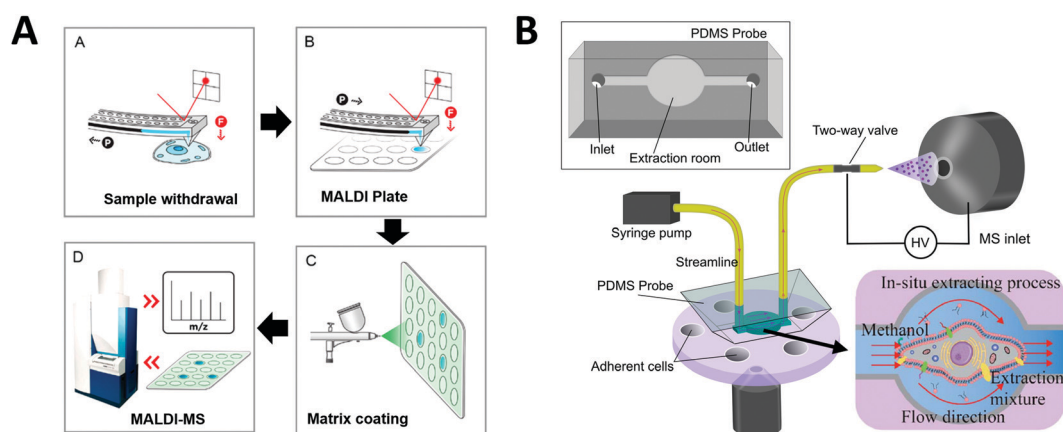 A
A
P
F
Sample withdrawal
B
P
F
MALDI Plate
D
m/z
MALDI-MS
C
Matrix coating
B
PDMS Probe
Inlet
Outlet
Extraction room
Two-way valve
Syringe pump
HV
MS inlet
Streamline
PDMS Probe
Adherent cells
In-situ extracting process
Methanol
Extraction
mixture
Flow direction